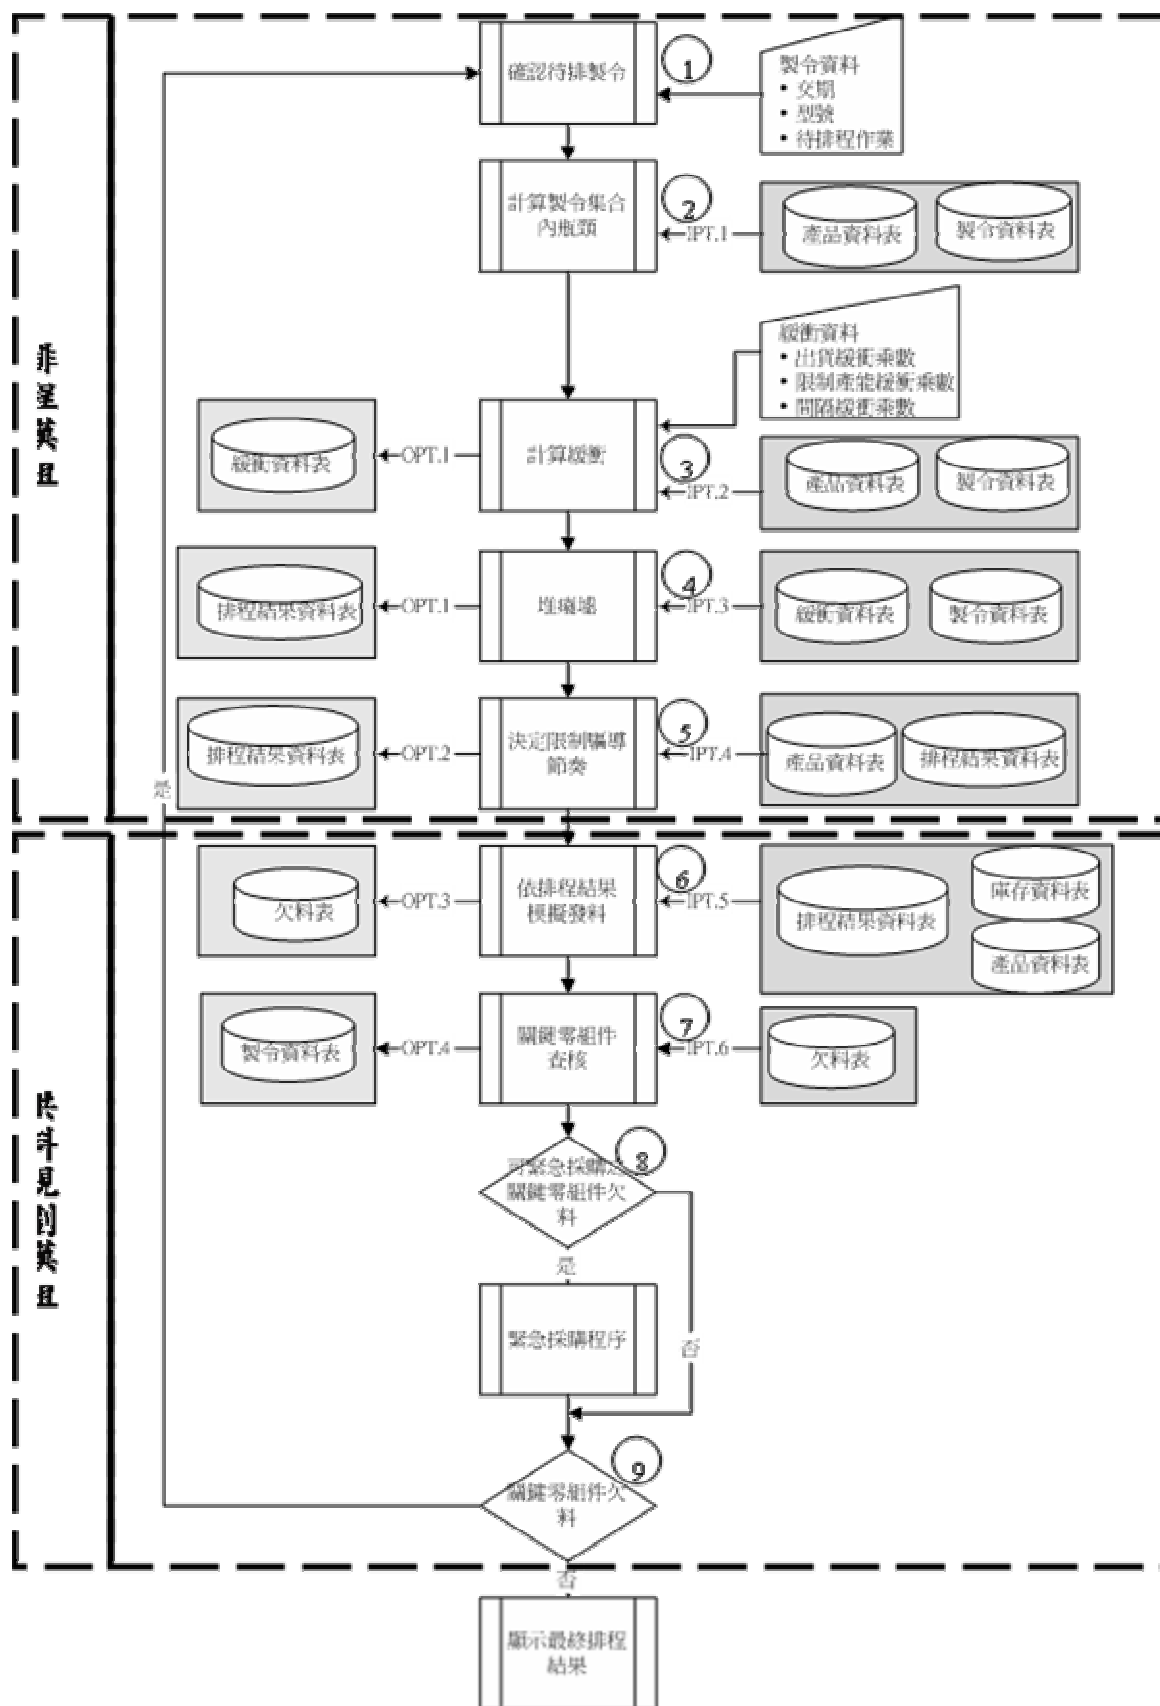 確認待排製令
1
製令資料
• 交期
• 型號
• 待排程作業
計算製令集合
內瓶頸
2
IPT.1
產品資料表
製令資料表
緩衝資料
• 出貨緩衝乘數
• 限制產能緩衝乘數
• 間隔緩衝乘數
緩衝資料表
OPT.1
計算緩衝
3
IPT.2
產品資料表
製令資料表
排程結果資料表
OPT.1
堆廢墟
4
IPT.3
緩衝資料表
製令資料表
排程結果資料表
OPT.2
決定限制驅導
節奏
5
IPT.4
產品資料表
排程結果資料表
是
欠料表
OPT.3
依排程結果
模擬發料
6
IPT.5
排程結果資料表
庫存資料表
產品資料表
製令資料表
OPT.4
關鍵零組件
查核
7
IPT.6
欠料表
可緊急採購之
關鍵零組件欠
料
8
是
緊急採購程序
否
關鍵零組件欠
料
9
否
顯示最終排程
結果